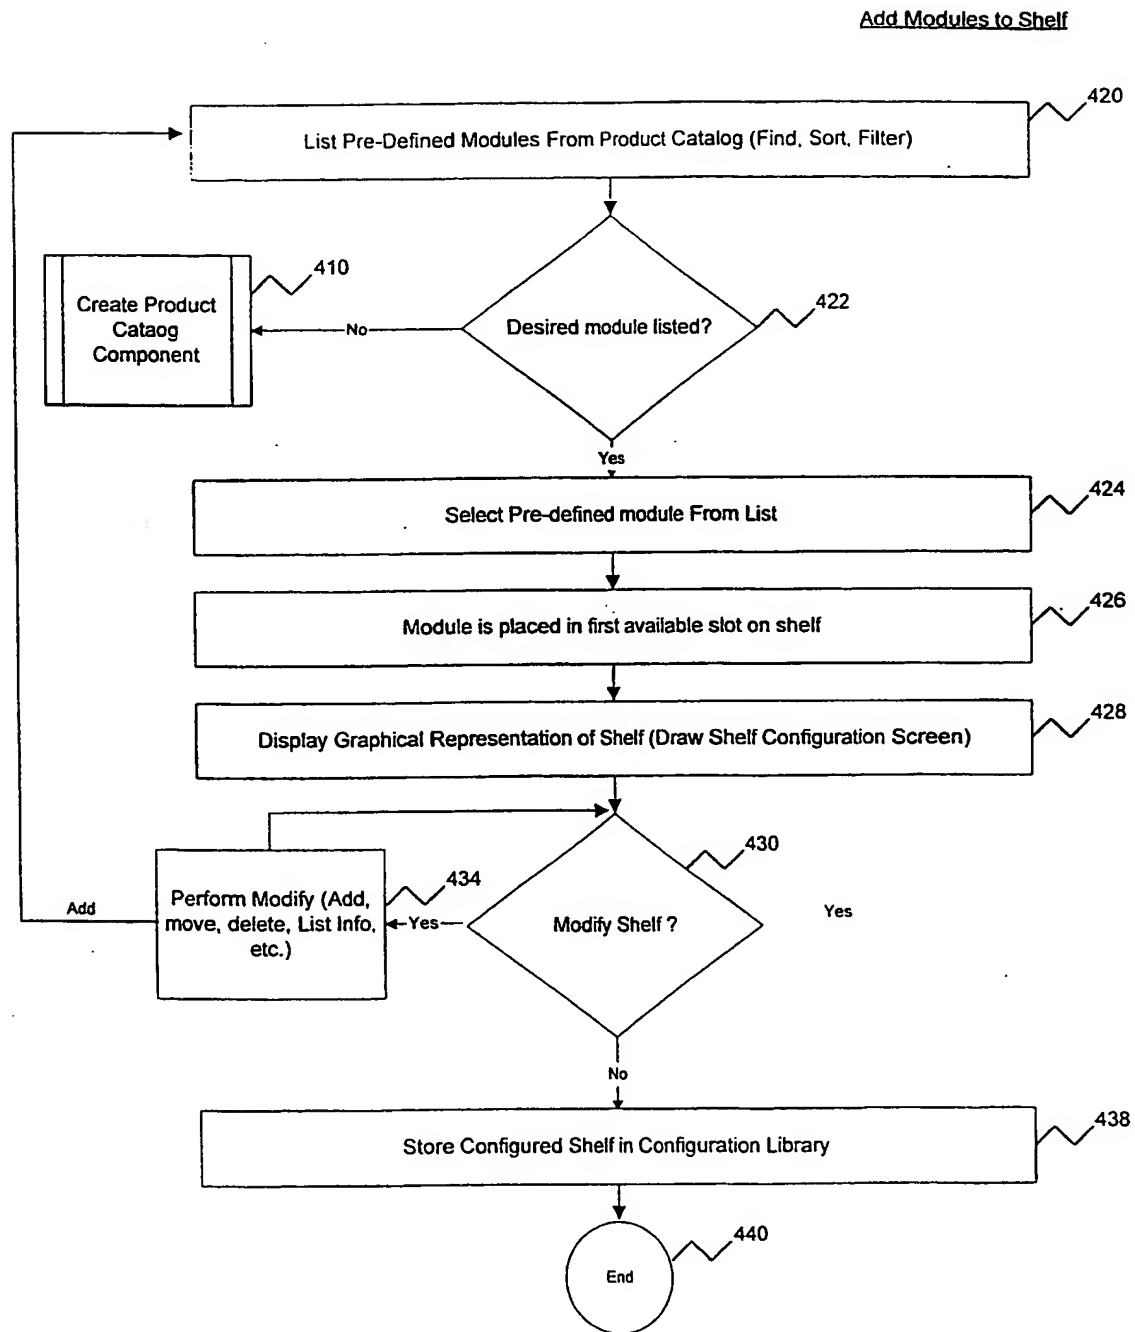 Add Modules to Shelf
420
List Pre-Defined Modules From Product Catalog (Find, Sort, Filter)
410
Create Product
Cataog
Component
No
Desired module listed?
422
Yes
424
Select Pre-defined module From List
426
Module is placed in first available slot on shelf
428
Display Graphical Representation of Shelf (Draw Shelf Configuration Screen)
430
434
Add
Perform Modify (Add,
move, delete, List Info,
etc.)
Yes
Modify Shelf ?
Yes
No
438
Store Configured Shelf in Configuration Library
440
End